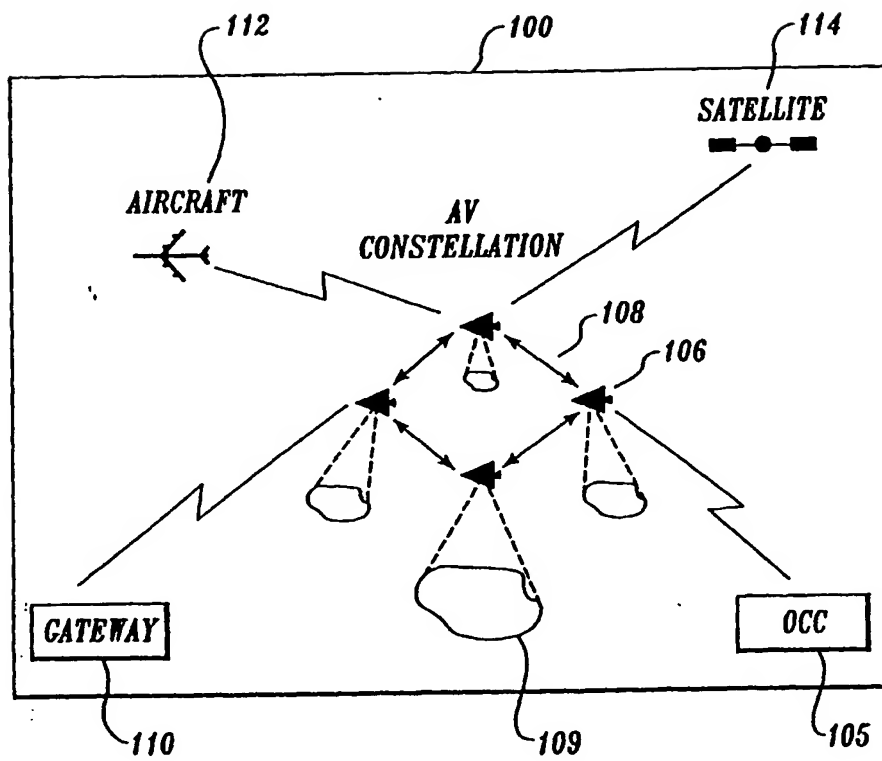 112
100
114
SATELLITE
AIRCRAFT
AV
CONSTELLATION
108
106
GATEWAY
OCC
110
109
105